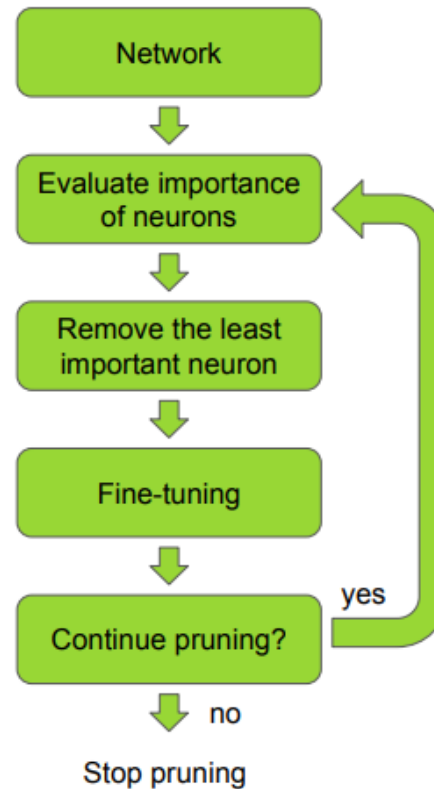 Network
Evaluate importance
of neurons
Remove the least
important neuron
Fine-tuning
Continue pruning?
yes
no
Stop pruning